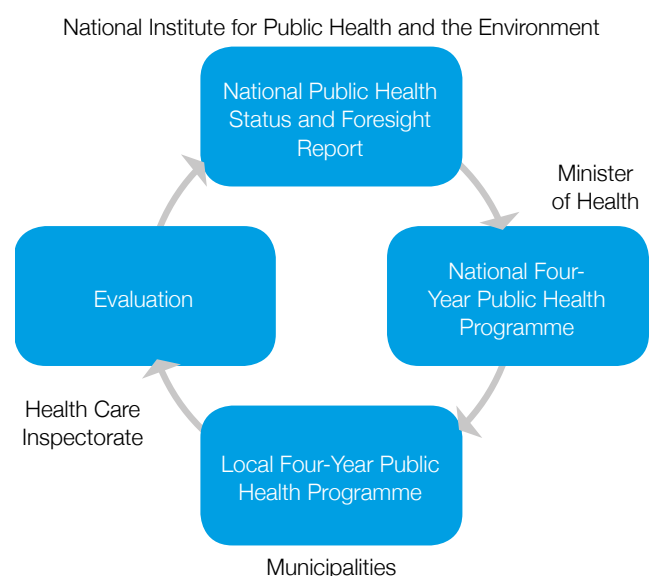 National Institute for Public Health and the Environment
National Public Health
Status and Foresight
Report
Minister
of Health
National Four-
Year Public Health
Programme
Evaluation
Health Care
Inspectorate
Local Four-Year Public
Health Programme
Municipalities